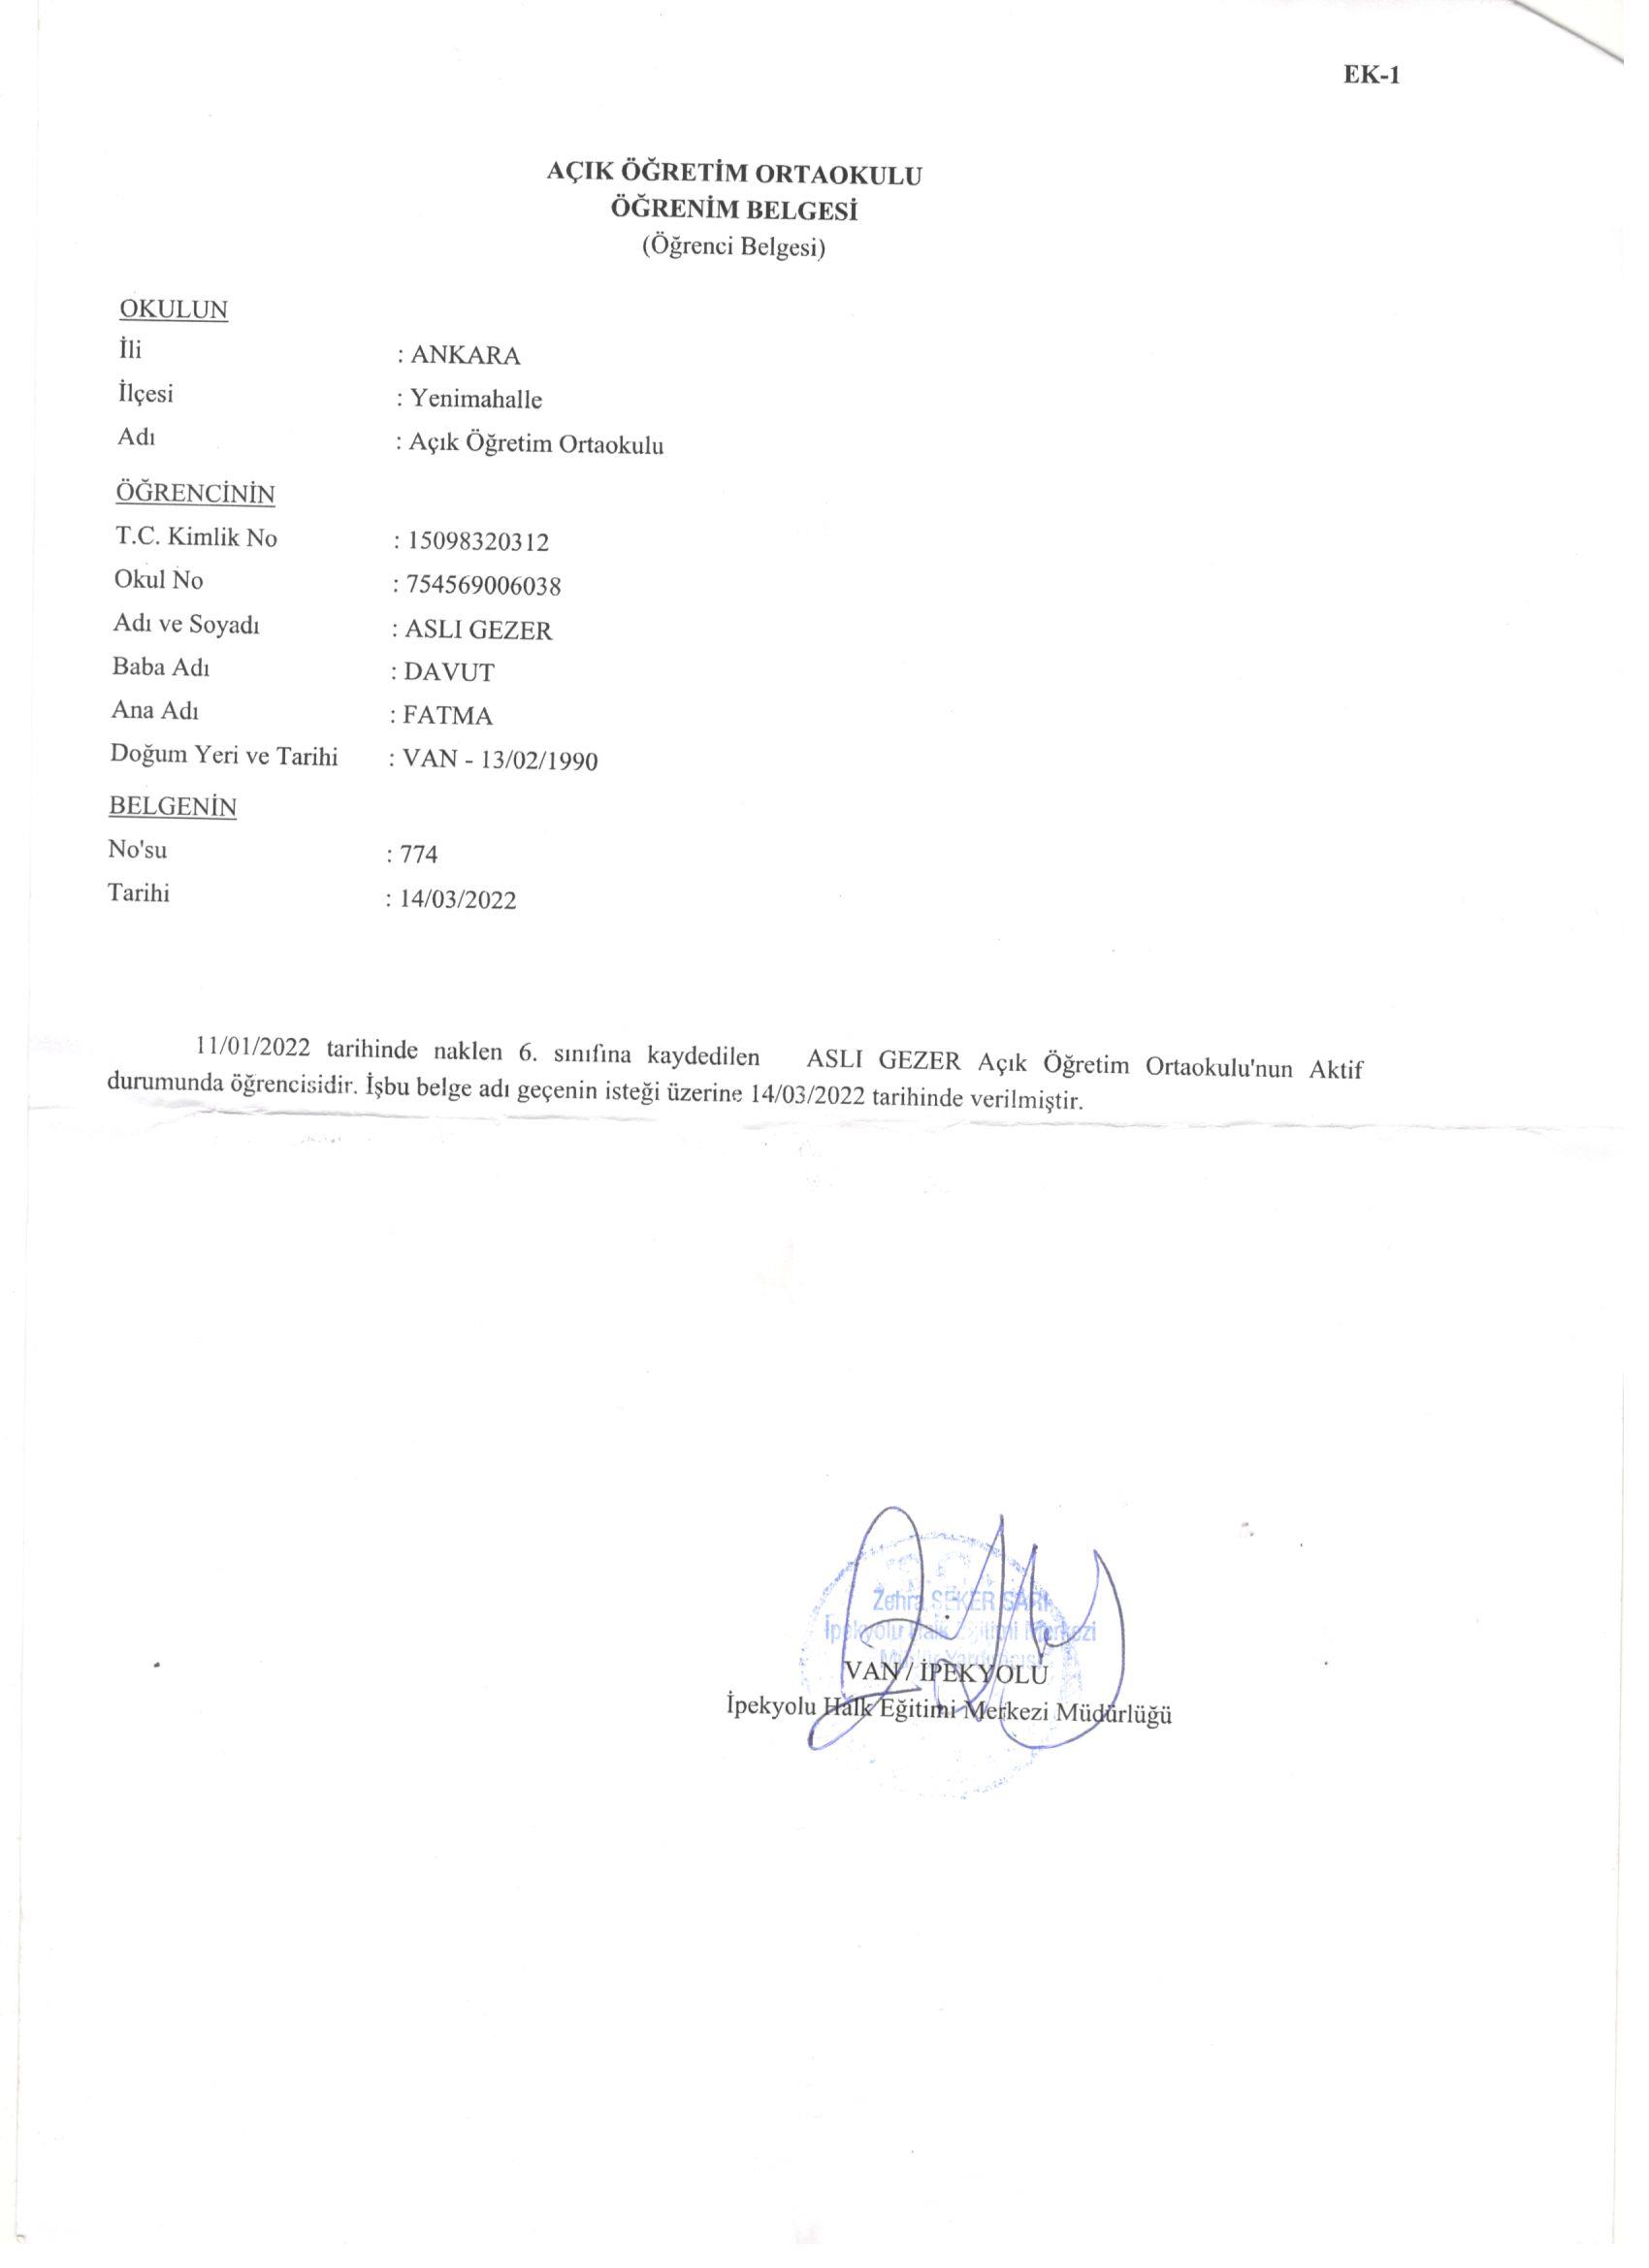 EK-1
AÇIK ÖĞRETİM ORTAOKULU
ÖĞRENİM BELGESİ
(Öğrenci Belgesi)
OKULUN
İli : ANKARA
İlçesi : Yenimahalle
Adı : Açık Öğretim Ortaokulu
ÖĞRENCİNİN
T.C. Kimlik No : 15098320312
Okul No : 754569006038
Adı ve Soyadı : ASLI GEZER
Baba Adı : DAVUT
Ana Adı : FATMA
Doğum Yeri ve Tarihi : VAN - 13/02/1990
BELGENİN
No'su : 774
Tarihi : 14/03/2022
11/01/2022 tarihinde naklen 6. sınıfına kaydedilen ASLI GEZER Açık Öğretim Ortaokulu'nun Aktif
durumunda öğrencisidir. İşbu belge adı geçenin isteği üzerine 14/03/2022 tarihinde verilmiştir.
Zehra ŞEKER SARI
İpekyolu Halk Eğitimi Merkezi
VAN / İPEKYOLU
İpekyolu Halk Eğitimi Merkezi Müdürlüğü